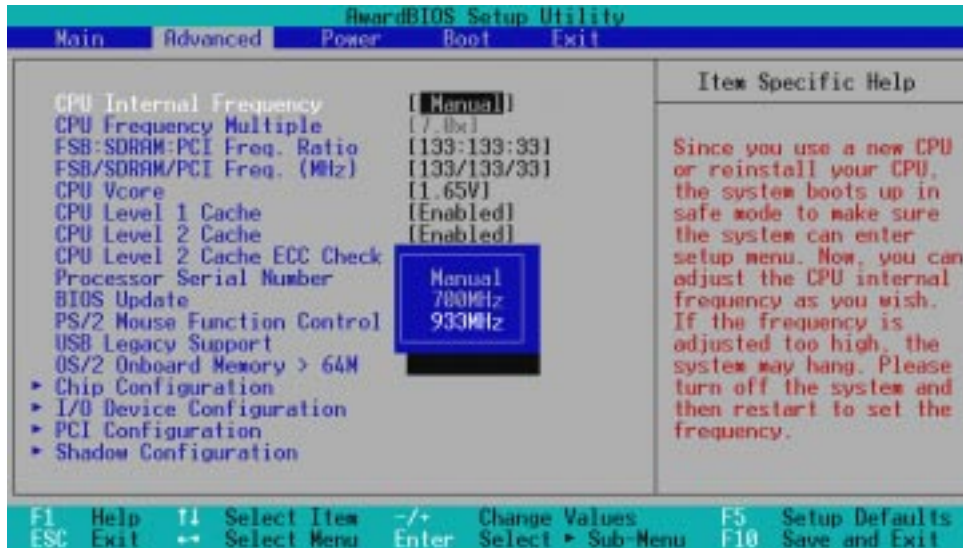 AwardBIOS Setup Utility
Main Advanced Power Boot Exit
CPU Internal Frequency [ Manual]
CPU Frequency Multiple [7.0x]
FSB:SDRAM:PCI Freq. Ratio [133:133:33]
FSB/SDRAM/PCI Freq. (MHz) [133/133/33]
CPU Vcore [1.65V]
CPU Level 1 Cache [Enabled]
CPU Level 2 Cache [Enabled]
CPU Level 2 Cache ECC Check
Processor Serial Number
BIOS Update
PS/2 Mouse Function Control
USB Legacy Support
OS/2 Onboard Memory > 64M
► Chip Configuration
► I/O Device Configuration
► PCI Configuration
► Shadow Configuration
Manual
700MHz
933MHz
Item Specific Help
Since you use a new CPU
or reinstall your CPU,
the system boots up in
safe mode to make sure
the system can enter
setup menu. Now, you can
adjust the CPU internal
frequency as you wish.
If the frequency is
adjusted too high, the
system may hang. Please
turn off the system and
then restart to set the
frequency.
F1 Help ↑↓ Select Item -/+ Change Values F5 Setup Defaults
ESC Exit ←→ Select Menu Enter Select ► Sub-Menu F10 Save and Exit